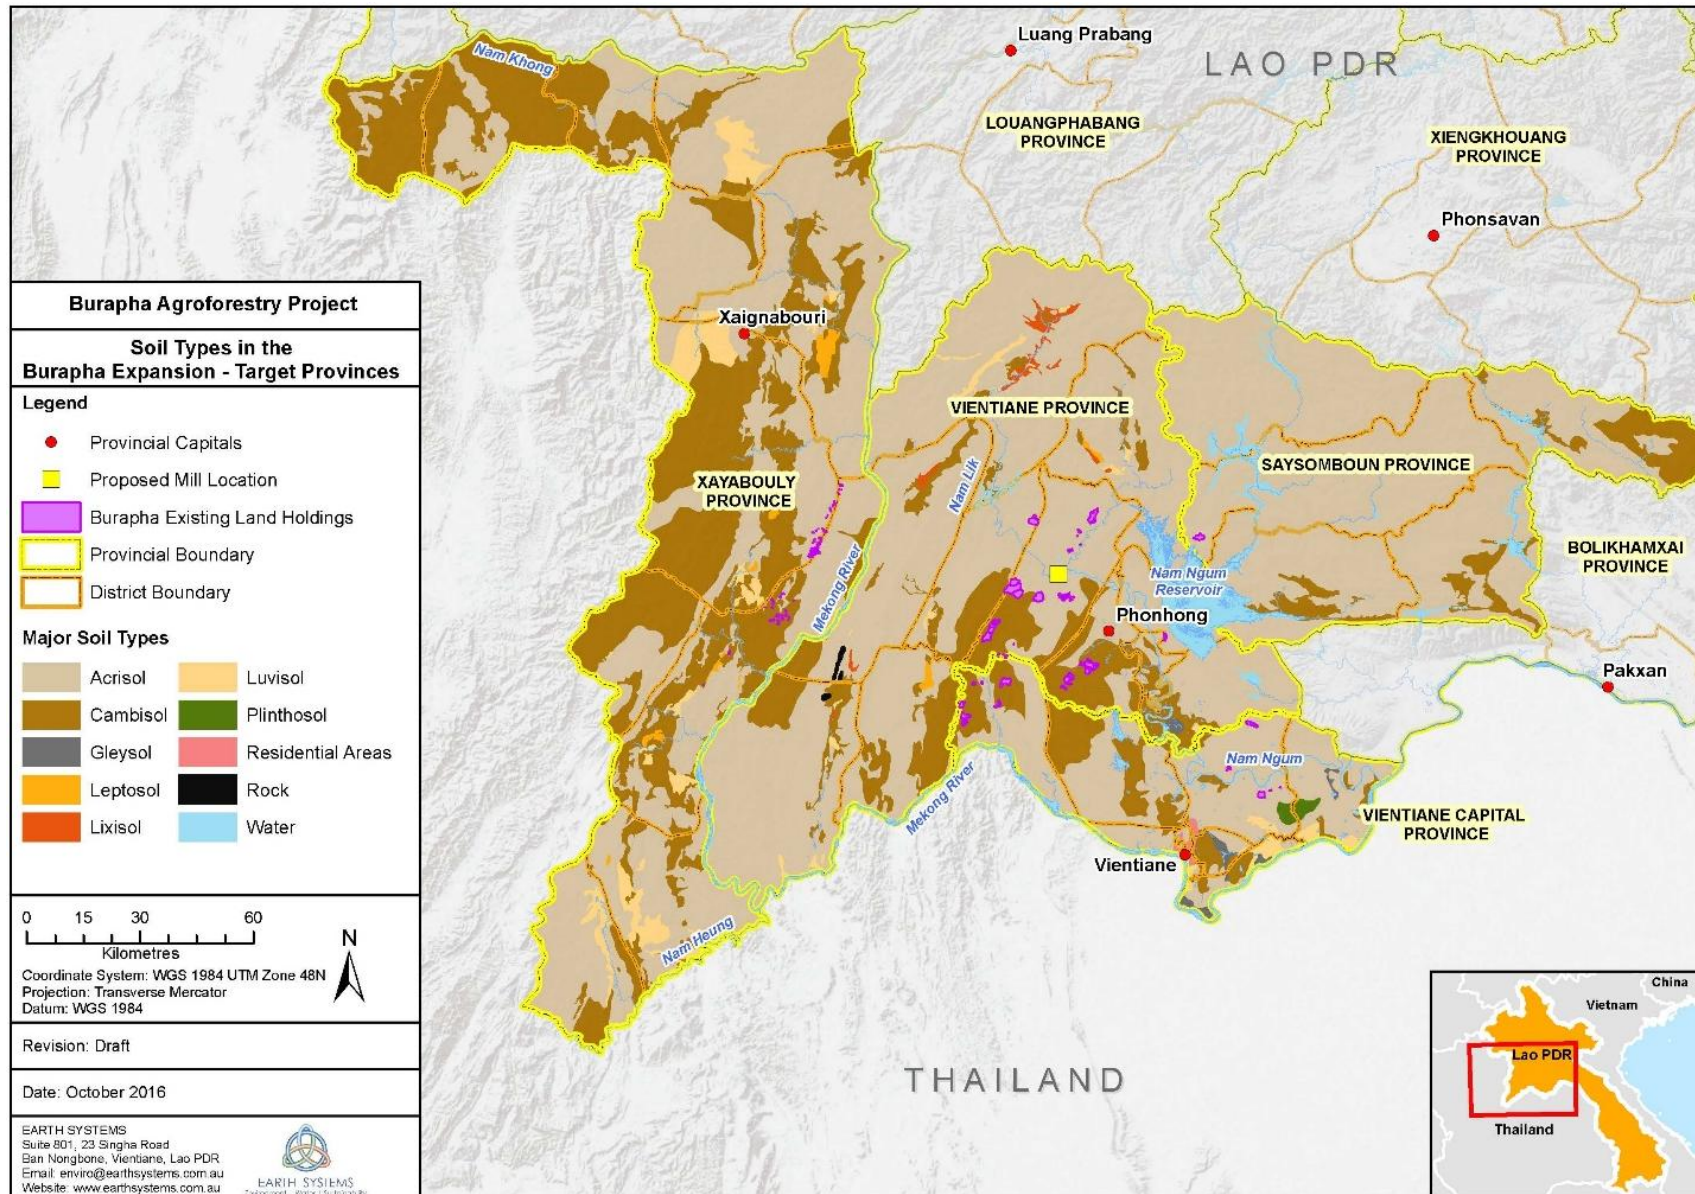 Luang Prabang
LAO PDR
Nam Khong
LOUANGPHABANG
PROVINCE
XIENGKHOUANG
PROVINCE
Phonsavan
Burapha Agroforestry Project
Soil Types in the
Burapha Expansion - Target Provinces
Legend
Provincial Capitals
Proposed Mill Location
Burapha Existing Land Holdings
Provincial Boundary
District Boundary
Major Soil Types
Acrisol
Luvisol
Cambisol
Plinthosol
Gleysol
Residential Areas
Leptosol
Rock
Lixisol
Water
0 15 30 60
Kilometres
N
Coordinate System: WGS 1984 UTM Zone 48N
Projection: Transverse Mercator
Datum: WGS 1984
Revision: Draft
Date: October 2016
EARTH SYSTEMS
Suite 801, 23 Singha Road
Ban Nongbone, Vientiane, Lao PDR
Email: enviro@earthsystems.com.au
Website: www.earthsystems.com.au
EARTH SYSTEMS
Xaignabouri
VIENTIANE PROVINCE
SAYSOMBOUN PROVINCE
XAYABOULY
PROVINCE
Nam Lik
BOLIKHAMXAI
PROVINCE
Mekong River
Nam Ngum
Reservoir
Phonhong
Pakxan
Nam Ngum
Mekong River
VIENTIANE CAPITAL
PROVINCE
Vientiane
Nam Heung
THAILAND
China
Vietnam
Lao PDR
Thailand